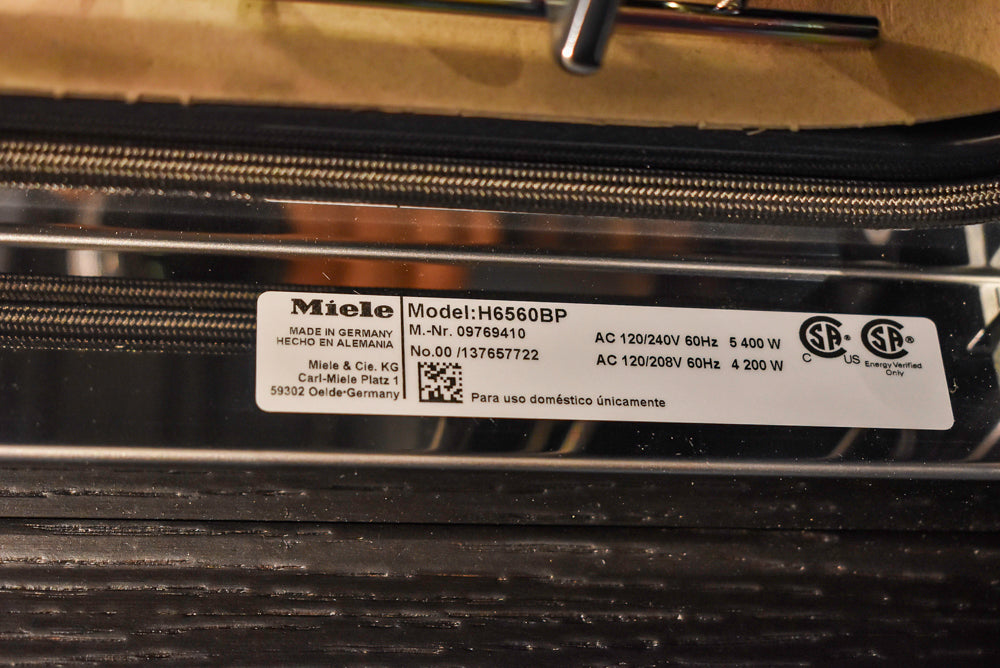 Miele
MADE IN GERMANY
HECHO EN ALEMANIA
Miele & Cie. KG
Carl-Miele Platz 1
59302 Oelde-Germany
Model:H6560BP
M.-Nr. 09769410
No.00 /137657722
Para uso doméstico únicamente
AC 120/240V 60Hz 5 400 W
AC 120/208V 60Hz 4 200 W
SA ®
C US
SA ®
Energy Verified
Only